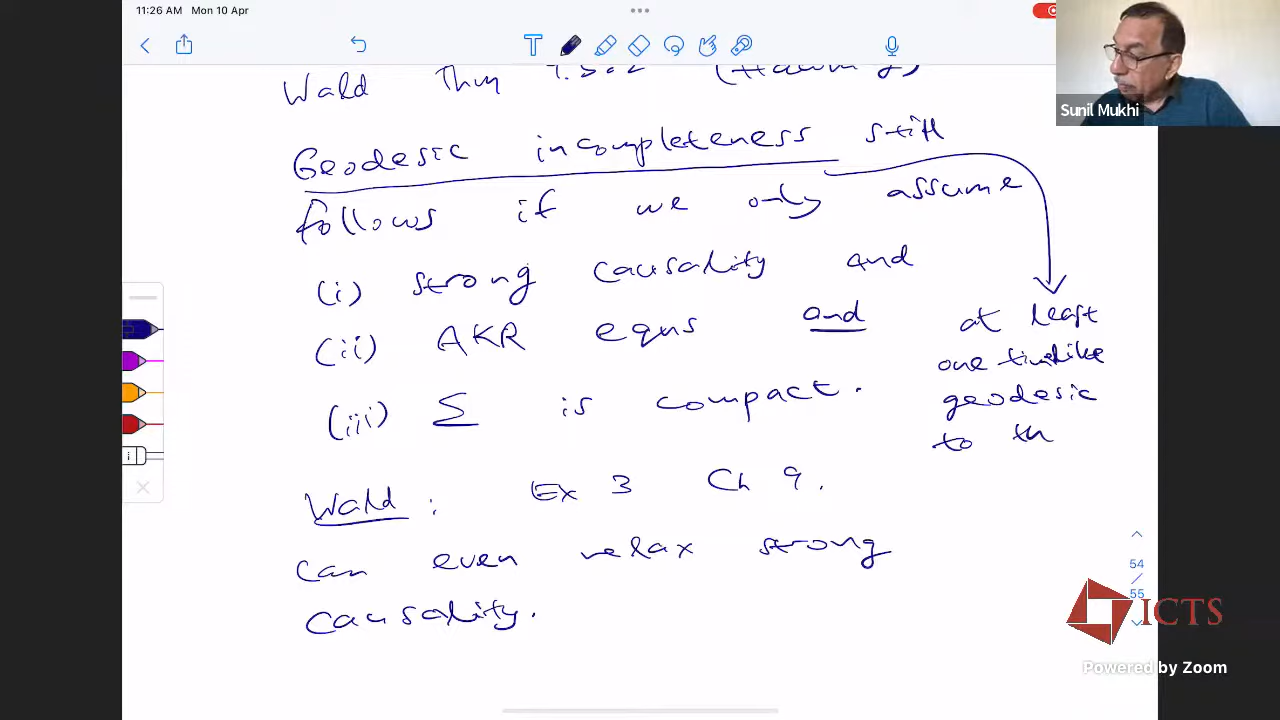 11:26 AM Mon 10 Apr
Sunil Mukhi
Wald Thm
Geodesic incompleteness still
follows if we only assume
(i) strong causality and
(ii) AKR equs and
(iii) Σ is compact.
at least
one timelike
geodesic
to th
Wald : Ex 3 Ch 9.
can even relax strong
causality.
54
/
55
ICTS
Powered by Zoom